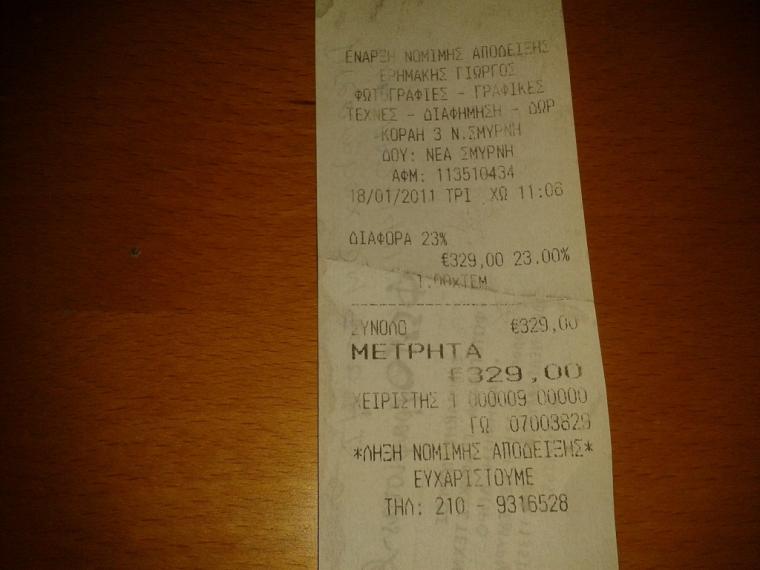 ΕΝΑΡΞΗ ΝΟΜΙΜΗΣ ΑΠΟΔΕΙΞΗΣ
ΕΡΗΜΑΚΗΣ ΓΙΩΡΓΟΣ
ΦΩΤΟΓΡΑΦΙΕΣ - ΓΡΑΦΙΚΕΣ
ΤΕΧΝΕΣ - ΔΙΑΦΗΜΗΣΗ - ΔΩΡ
ΚΟΡΑΗ 3 Ν.ΣΜΥΡΝΗ
ΔΟΥ: ΝΕΑ ΣΜΥΡΝΗ
ΑΦΜ: 113510434
18/01/2011 ΤΡΙ ΧΩ 11:06
ΔΙΑΦΟΡΑ 23%
€329,00 23.00%
1.00xΤΕΜ
ΣΥΝΟΛΟ €329,00
ΜΕΤΡΗΤΑ
€329,00
ΧΕΙΡΙΣΤΗΣ 1 000009 00000
ΓΩ 07003829
*ΛΗΞΗ ΝΟΜΙΜΗΣ ΑΠΟΔΕΙΞΗΣ*
ΕΥΧΑΡΙΣΤΟΥΜΕ
ΤΗΛ: 210 - 9316528